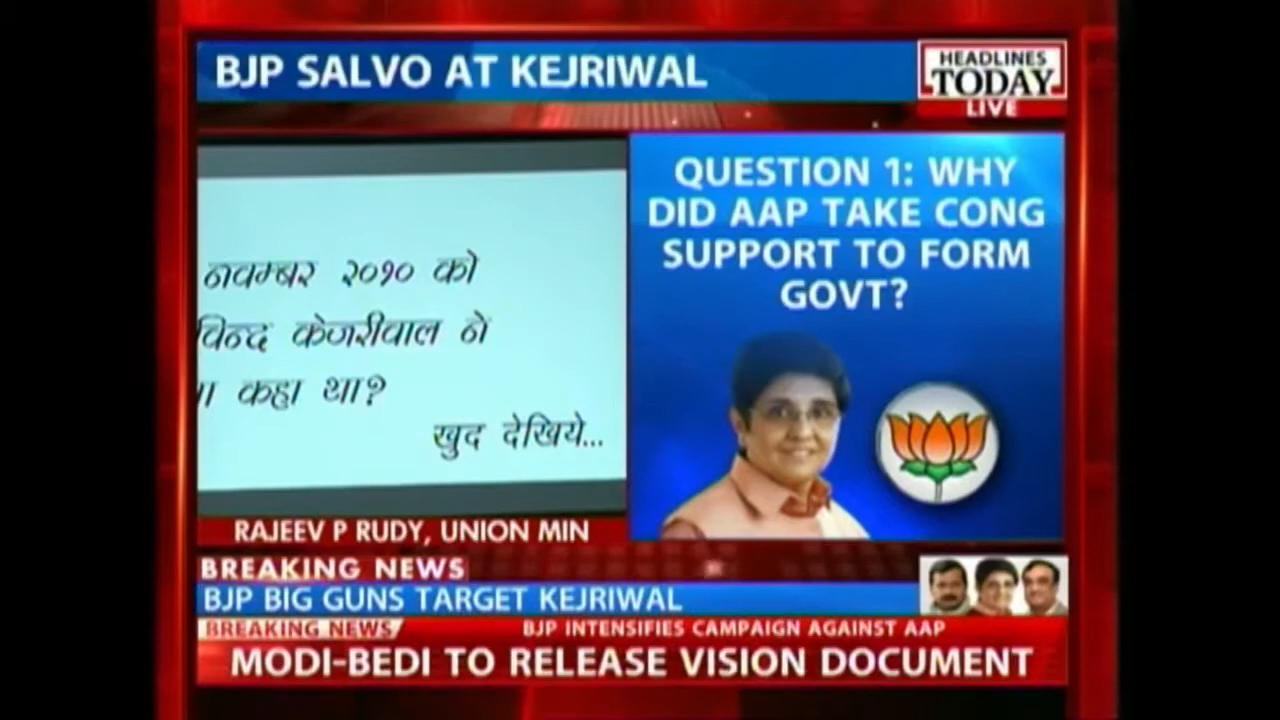 BJP SALVO AT KEJRIWAL
HEADLINES
TODAY
LIVE
नवम्बर २०१० को
विन्द केजरीवाल ने
कहा था?
खुद देखिये...
QUESTION 1: WHY
DID AAP TAKE CONG
SUPPORT TO FORM
GOVT?
RAJEEV P RUDY, UNION MIN
BREAKING NEWS
BJP BIG GUNS TARGET KEJRIWAL
BREAKING NEWS
BJP INTENSIFIES CAMPAIGN AGAINST AAP
MODI-BEDI TO RELEASE VISION DOCUMENT